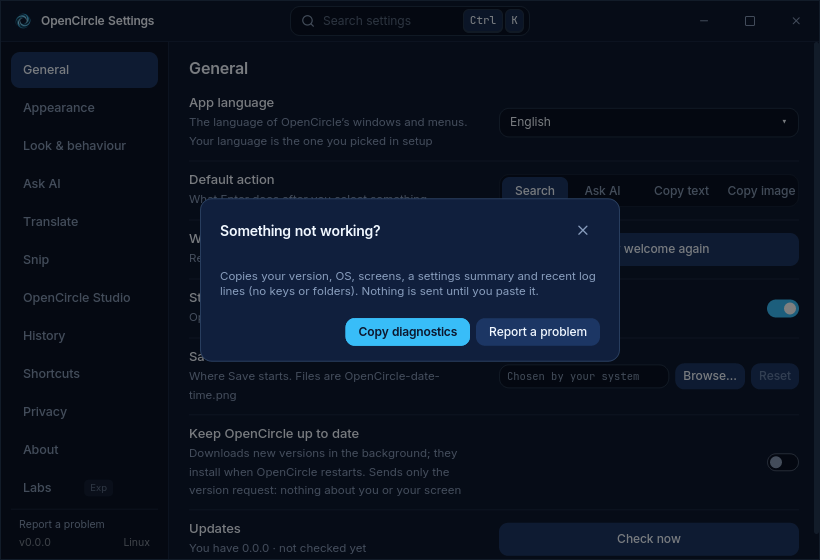 OpenCircle Settings
Search settings
Ctrl K
General
Appearance
Look & behaviour
Ask AI
Translate
Snip
OpenCircle Studio
History
Shortcuts
Privacy
About
Labs Exp
Report a problem
v0.0.0 Linux
General
App language
The language of OpenCircle's windows and menus.
Your language is the one you picked in setup
English
Default action
Search Ask AI Copy text Copy image
welcome again
Something not working?
Copies your version, OS, screens, a settings summary and recent log
lines (no keys or folders). Nothing is sent until you paste it.
Copy diagnostics Report a problem
Where Save starts. Files are OpenCircle-date-
time.png
Chosen by your system Browse... Reset
Keep OpenCircle up to date
Downloads new versions in the background; they
install when OpenCircle restarts. Sends only the
version request: nothing about you or your screen
Updates
You have 0.0.0 · not checked yet
Check now